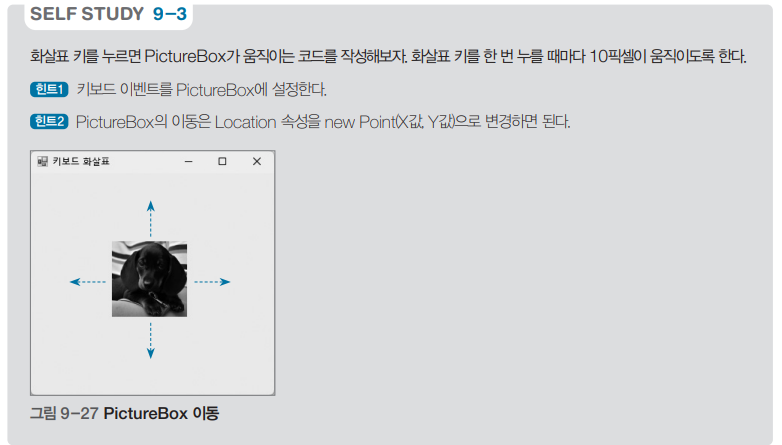 SELF STUDY 9-3
화살표 키를 누르면 PictureBox가 움직이는 코드를 작성해보자. 화살표 키를 한 번 누를 때마다 10픽셀이 움직이도록 한다.
힌트1 키보드 이벤트를 PictureBox에 설정한다.
힌트2 PictureBox의 이동은 Location 속성을 new Point(X값, Y값)으로 변경하면 된다.
키보드 화살표
그림 9-27 PictureBox 이동